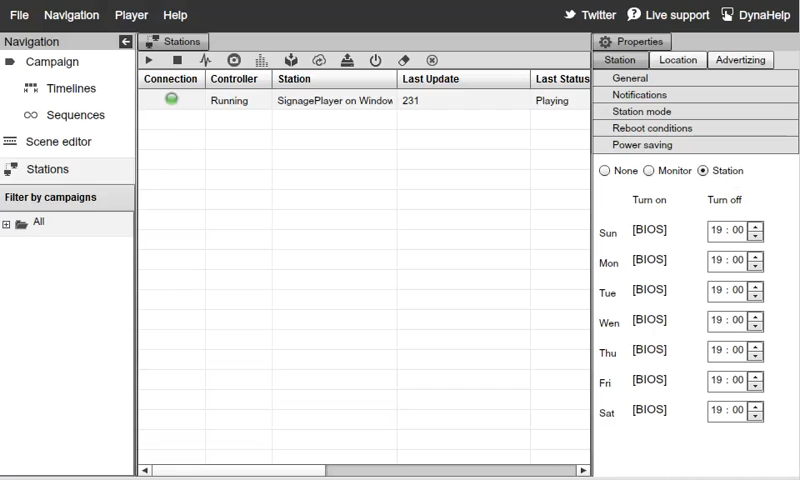 File Navigation Player Help Twitter Live support DynaHelp
Navigation Stations Properties
Campaign
Timelines
Sequences
Scene editor
Stations
Filter by campaigns
All
Connection Controller Station Last Update Last Status
Running SignagePlayer on Window 231 Playing
Station Location Advertizing
General
Notifications
Station mode
Reboot conditions
Power saving
None Monitor Station
Turn on Turn off
Sun [BIOS] 19 : 00
Mon [BIOS] 19 : 00
Tue [BIOS] 19 : 00
Wen [BIOS] 19 : 00
Thu [BIOS] 19 : 00
Fri [BIOS] 19 : 00
Sat [BIOS] 19 : 00